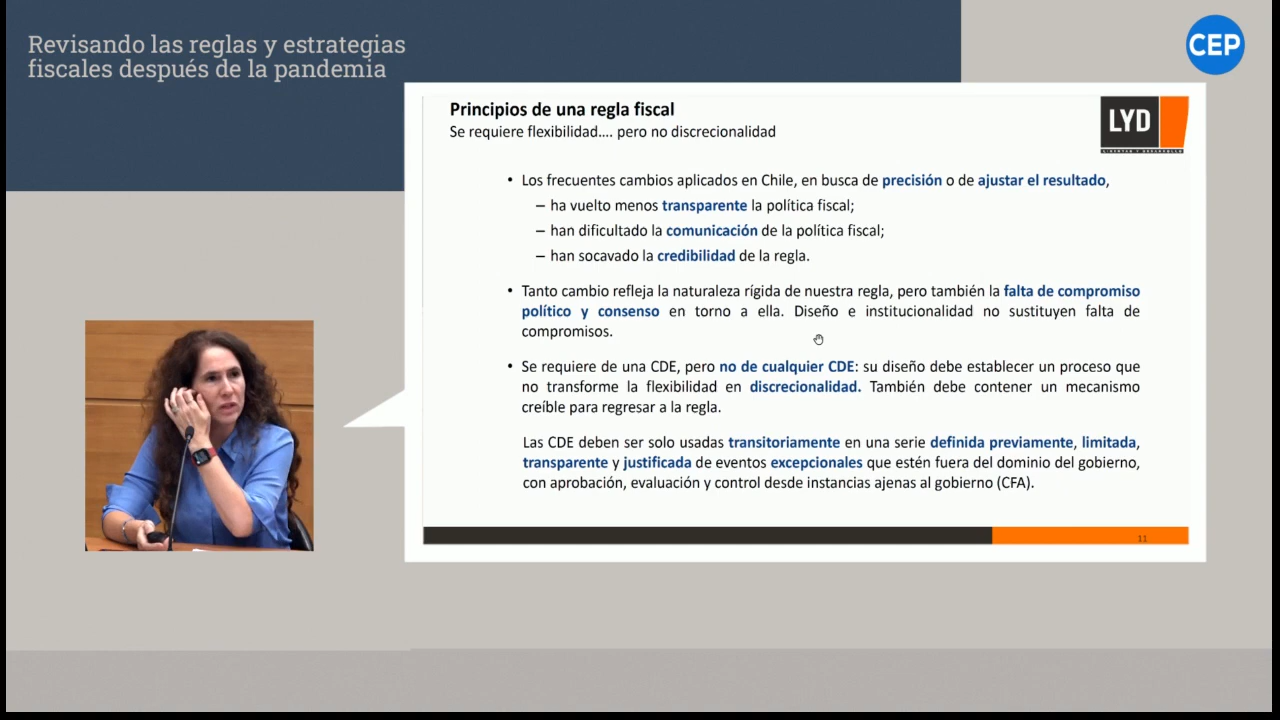 Revisando las reglas y estrategias
fiscales después de la pandemia
CEP
Principios de una regla fiscal
Se requiere flexibilidad.... pero no discrecionalidad
LYD
LIBERTAD Y DESARROLLO
• Los frecuentes cambios aplicados en Chile, en busca de precisión o de ajustar el resultado,
– ha vuelto menos transparente la política fiscal;
– han dificultado la comunicación de la política fiscal;
– han socavado la credibilidad de la regla.
• Tanto cambio refleja la naturaleza rígida de nuestra regla, pero también la falta de compromiso
político y consenso en torno a ella. Diseño e institucionalidad no sustituyen falta de
compromisos.
• Se requiere de una CDE, pero no de cualquier CDE: su diseño debe establecer un proceso que
no transforme la flexibilidad en discrecionalidad. También debe contener un mecanismo
creíble para regresar a la regla.
Las CDE deben ser solo usadas transitoriamente en una serie definida previamente, limitada,
transparente y justificada de eventos excepcionales que estén fuera del dominio del gobierno,
con aprobación, evaluación y control desde instancias ajenas al gobierno (CFA).
11